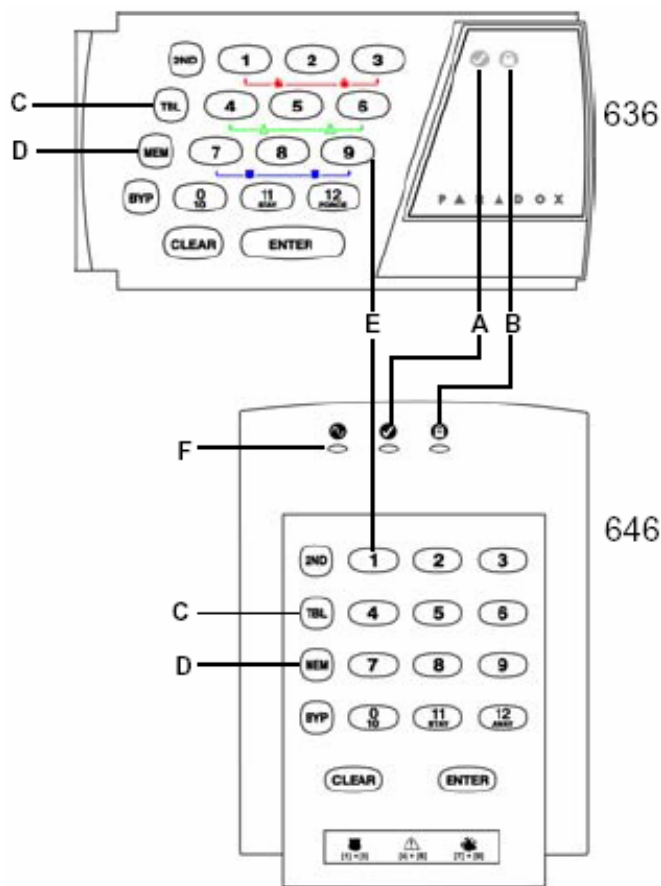 2ND 1 2 3
C TBL 4 5 6 636
D MEM 7 8 9
BYP 0 10 11 STAY 12 FORCE
PARADOX
CLEAR ENTER
E A B
F
646
2ND 1 2 3
C TBL 4 5 6
D MEM 7 8 9
BYP 0 10 11 STAY 12 AWAY
CLEAR ENTER
[1] + [3] [4] + [6] [7] + [9]